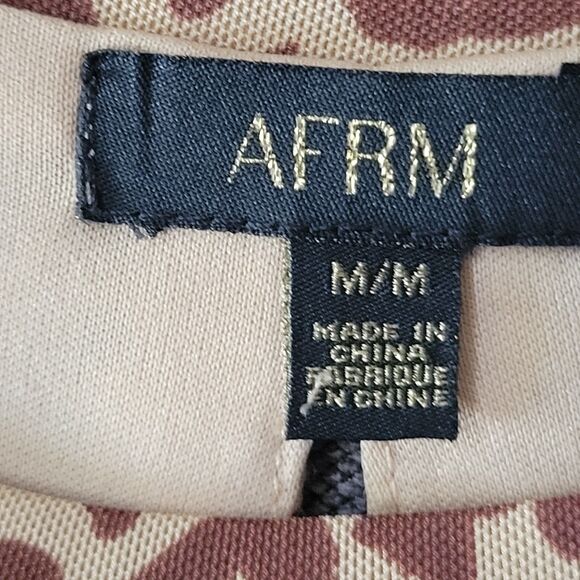 AFRM
M/M
MADE IN
CHINA
FABRIQUE
EN CHINE